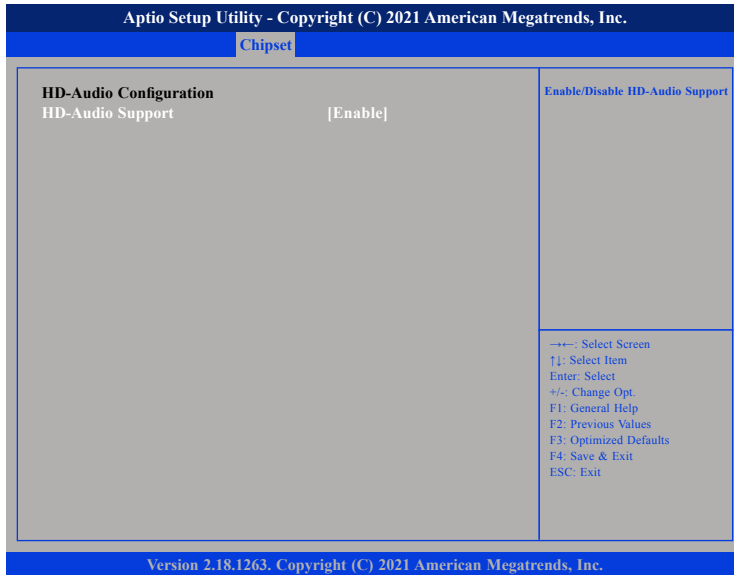 Aptio Setup Utility - Copyright (C) 2021 American Megatrends, Inc.
Chipset
HD-Audio Configuration
HD-Audio Support [Enable]
Enable/Disable HD-Audio Support
→←: Select Screen
↑↓: Select Item
Enter: Select
+/-: Change Opt.
F1: General Help
F2: Previous Values
F3: Optimized Defaults
F4: Save & Exit
ESC: Exit
Version 2.18.1263. Copyright (C) 2021 American Megatrends, Inc.